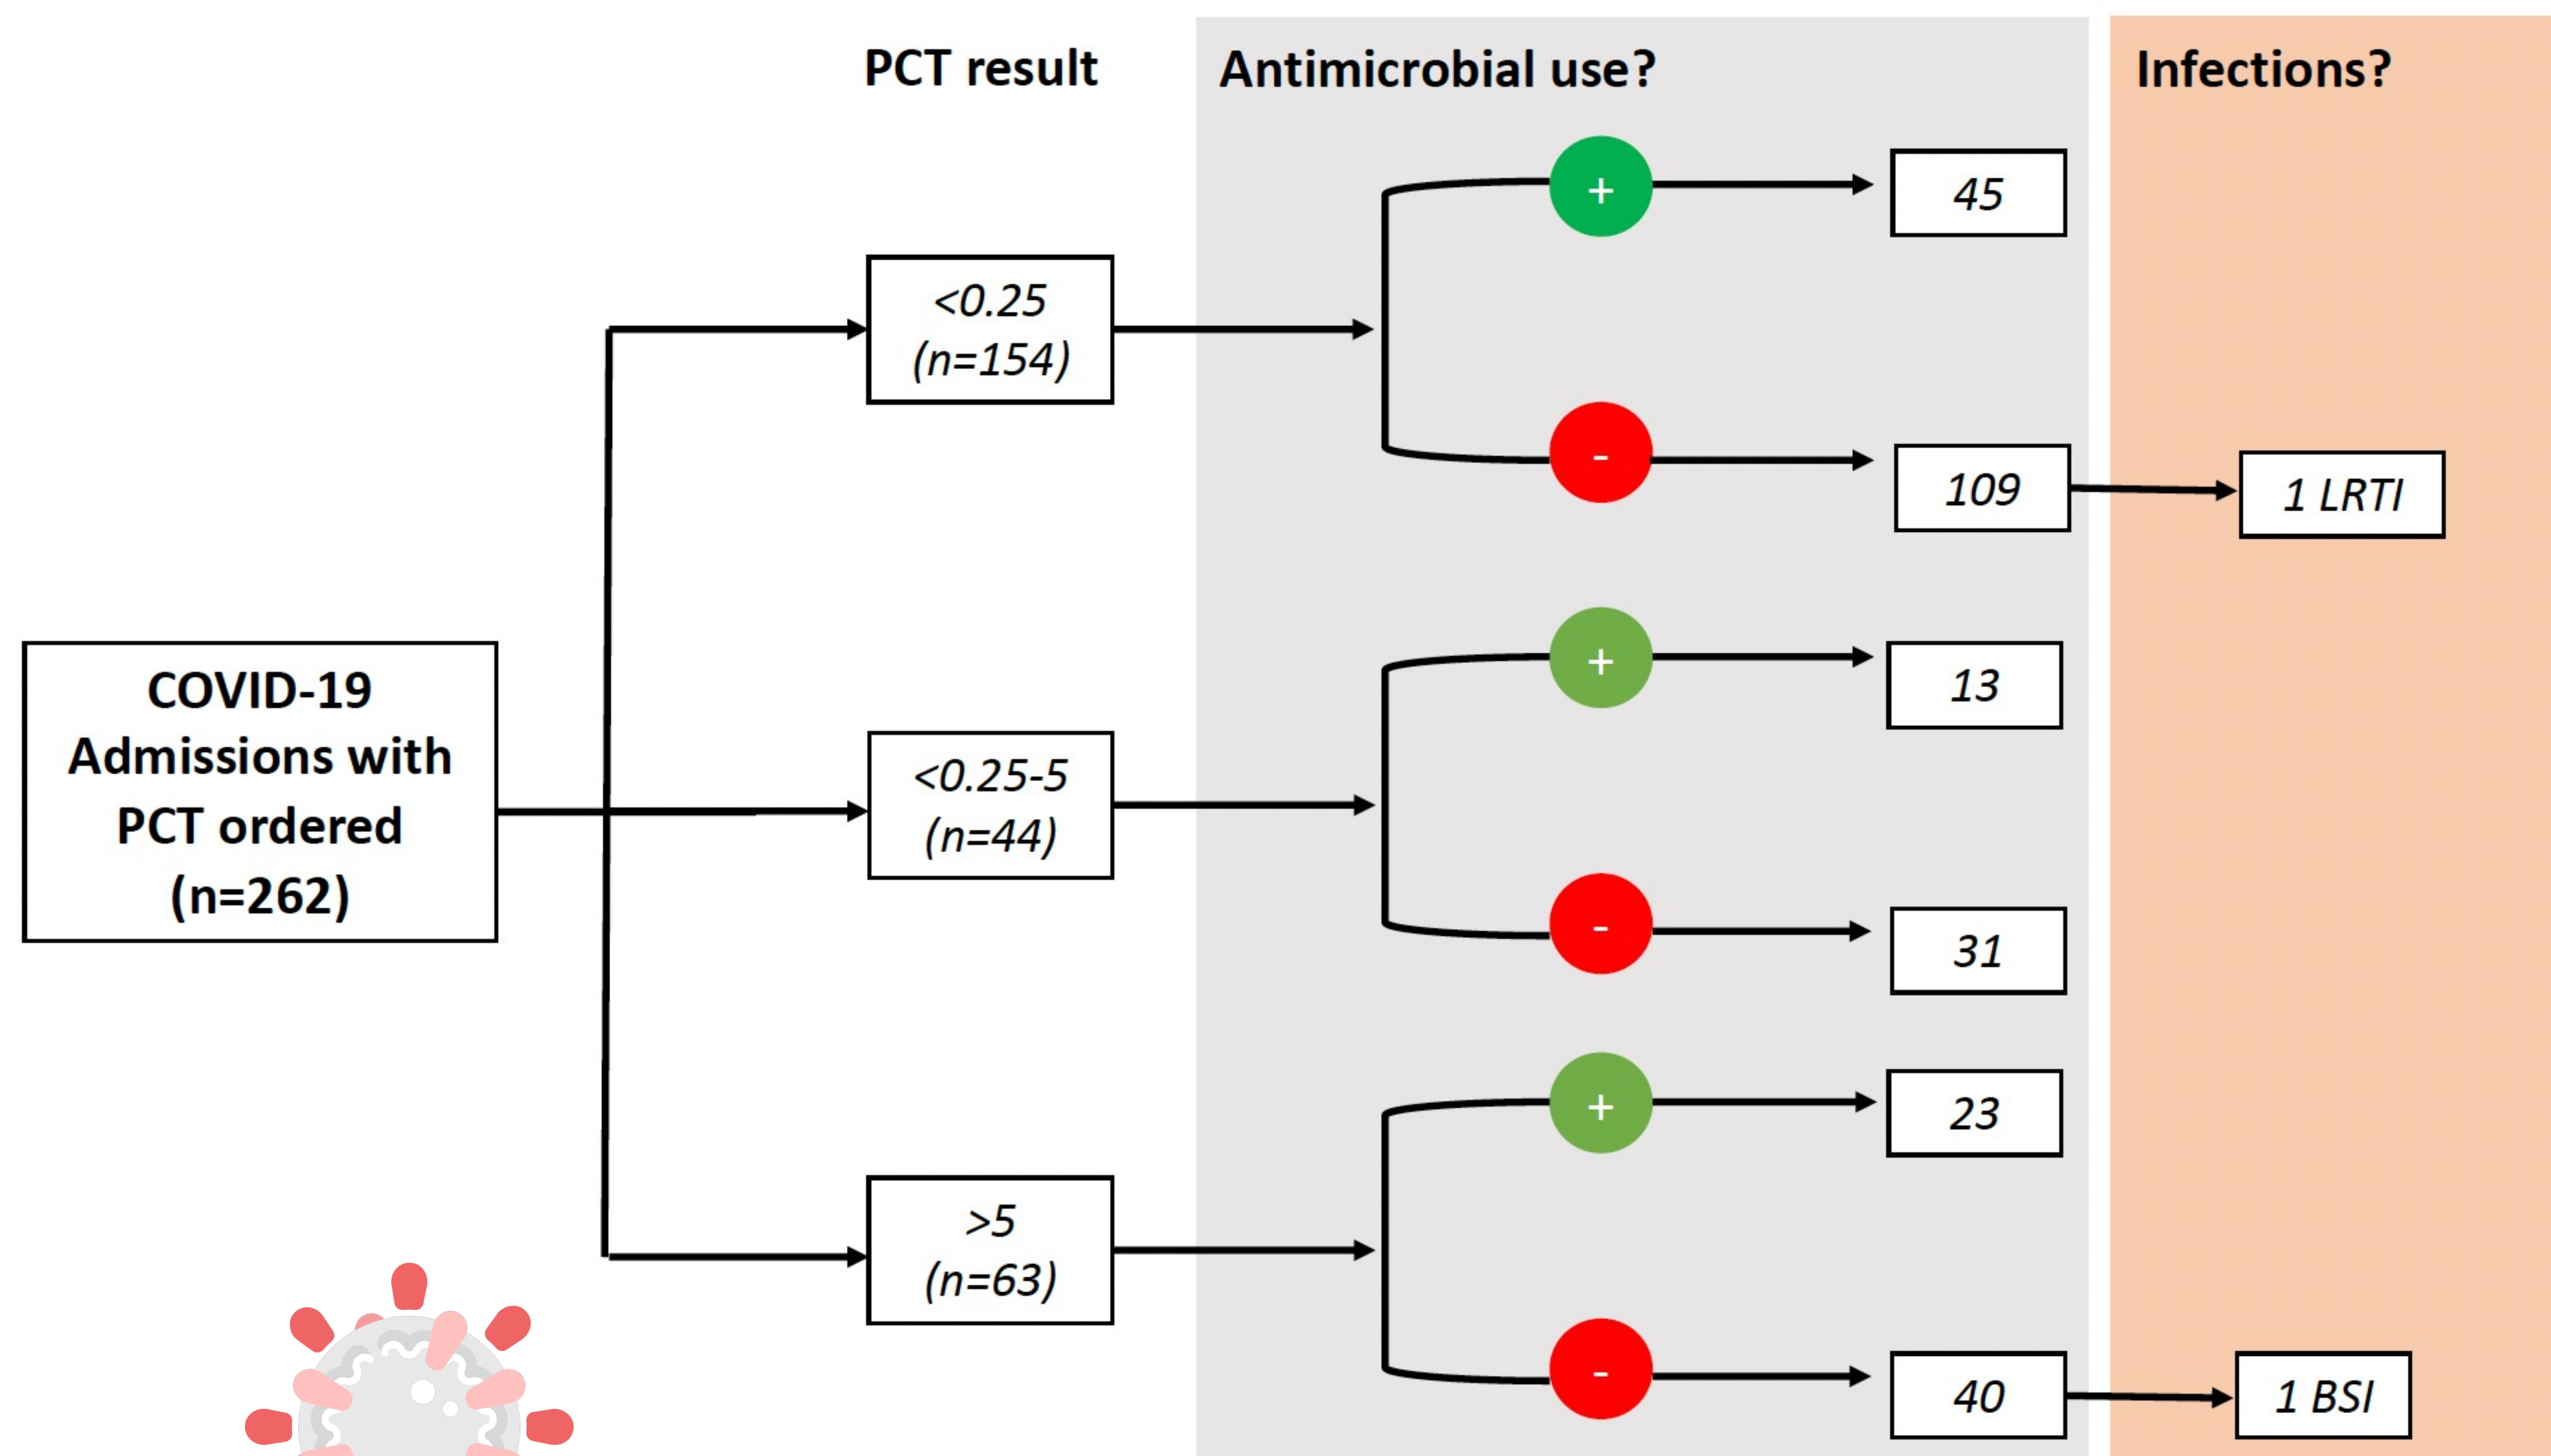 PCT result
Antimicrobial use?
Infections?
COVID-19
Admissions with
PCT ordered
(n=262)
<0.25
(n=154)
+
45
-
109
1 LRTI
<0.25-5
(n=44)
+
13
-
31
>5
(n=63)
+
23
-
40
1 BSI